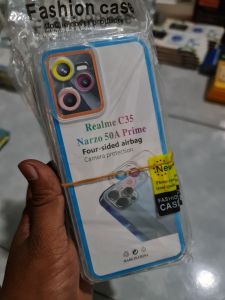 Fashion case
Realme C35
Narzo 50A Prime
Four-sided airbag
Camera protection
New
FASHION
CASE